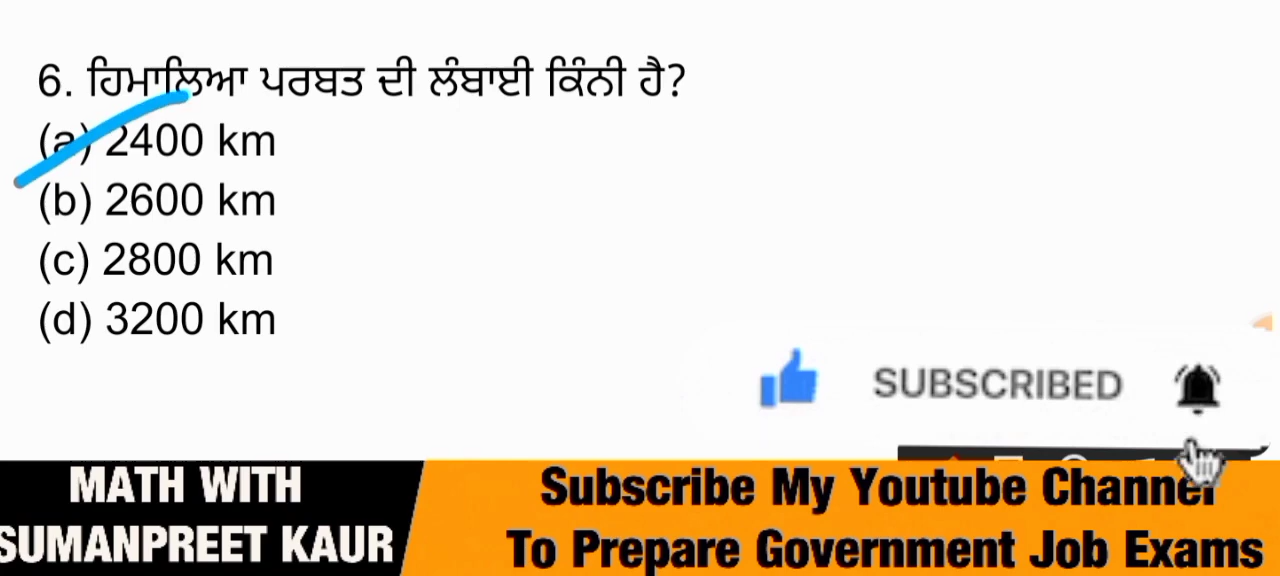 6. ਹਿਮਾਲਿਆ ਪਰਬਤ ਦੀ ਲੰਬਾਈ ਕਿੰਨੀ ਹੈ?
(a) 2400 km
(b) 2600 km
(c) 2800 km
(d) 3200 km
SUBSCRIBED
MATH WITH
SUMANPREET KAUR
Subscribe My Youtube Channel
To Prepare Government Job Exams